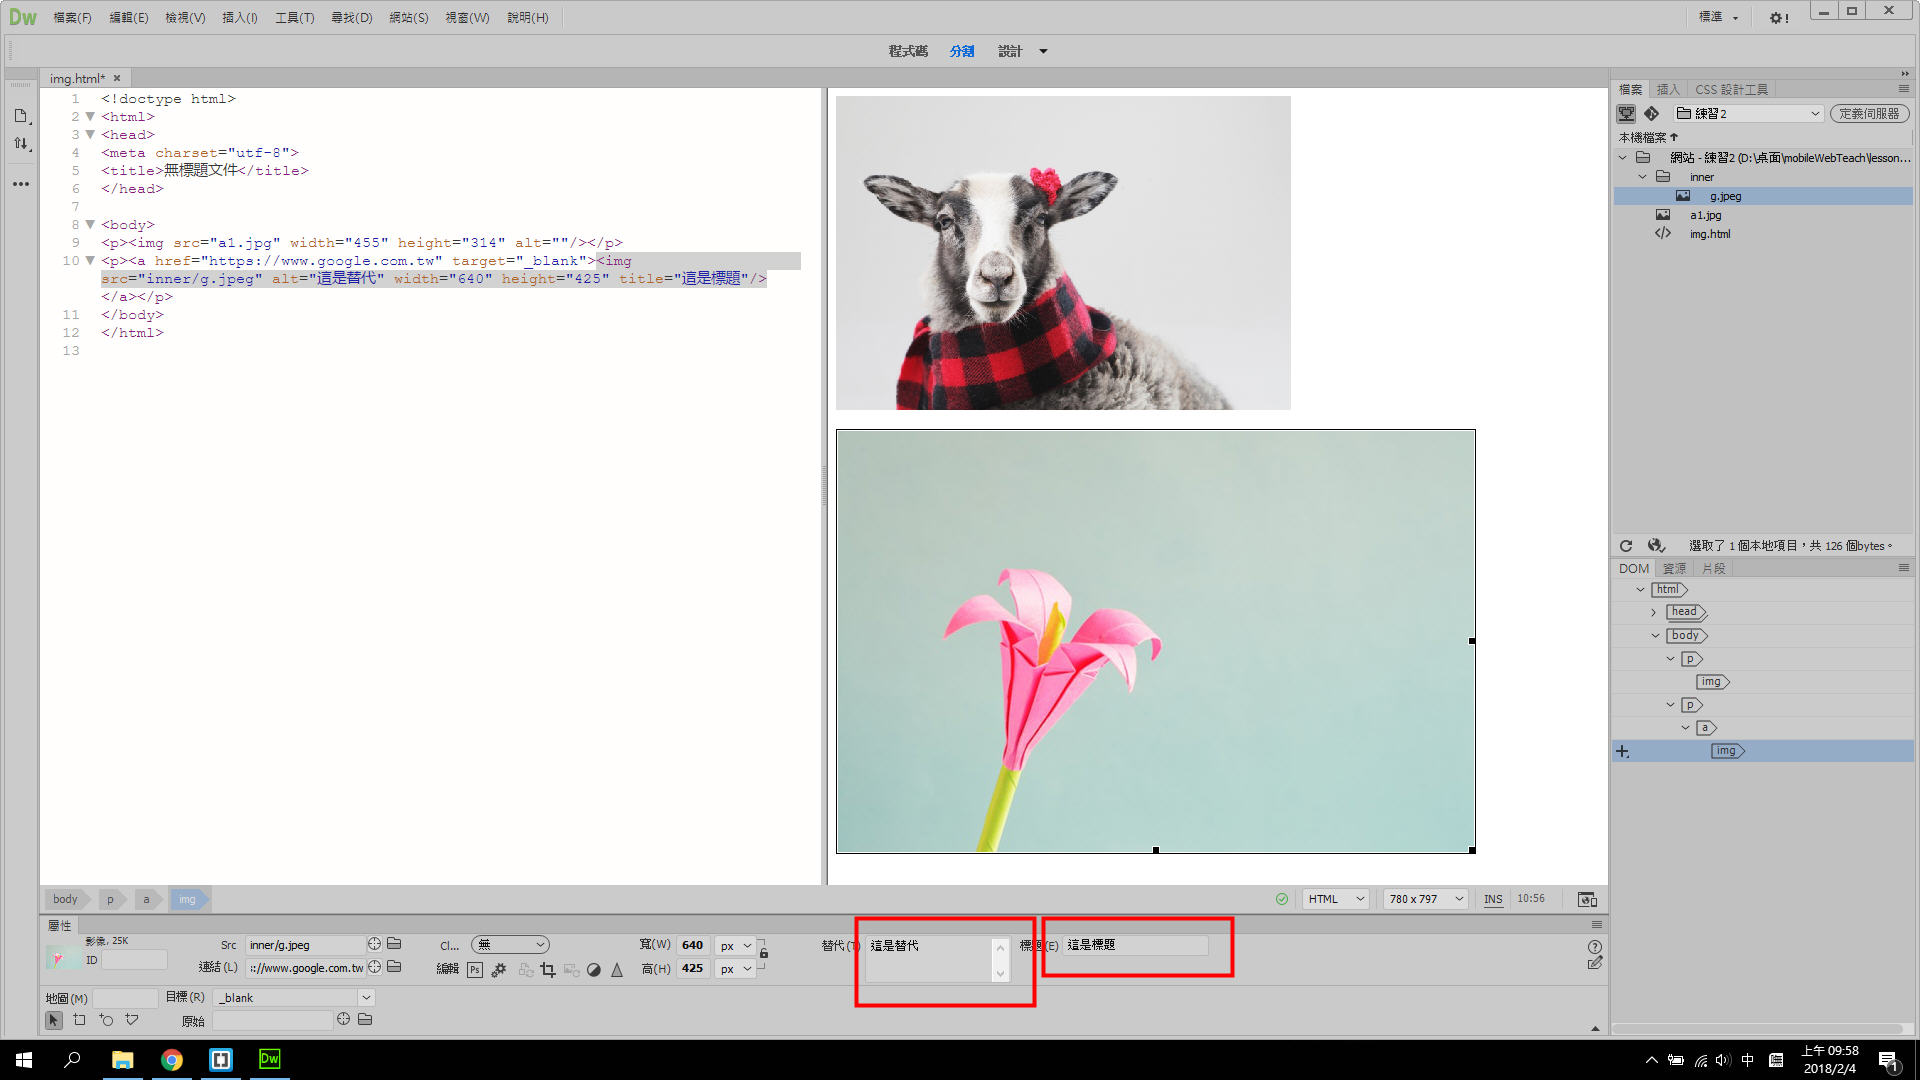 Dw 檔案(F) 編輯(E) 檢視(V) 插入(I) 工具(T) 尋找(D) 網站(S) 視窗(W) 說明(H) 標準
程式碼 分割 設計
img.html*
1 <!doctype html>
2 <html>
3 <head>
4 <meta charset="utf-8">
5 <title>無標題文件</title>
6 </head>
7
8 <body>
9 <p><img src="a1.jpg" width="455" height="314" alt=""/></p>
10 <p><a href="https://www.google.com.tw" target="_blank"><img
src="inner/g.jpeg" alt="這是替代" width="640" height="425" title="這是標題"/>
</a></p>
11 </body>
12 </html>
13
檔案 插入 CSS 設計工具
練習2 定義伺服器
本機檔案
網站 - 練習2 (D:\桌面\mobileWebTeach\lesson...
inner
g.jpeg
a1.jpg
img.html
選取了 1 個本地項目，共 126 個bytes。
DOM 資源 片段
html
head
body
p
img
p
a
img
body p a img HTML 780 x 797 INS 10:56
屬性
影像, 25K
ID
Src inner/g.jpeg
連結(L) ://www.google.com.tw
Cl... 無
編輯 Ps
寬(W) 640 px
高(H) 425 px
替代(T) 這是替代
標題(E) 這是標題
地圖(M) 目標(R) _blank
原始
Dw 中 上午 09:58
2018/2/4
1